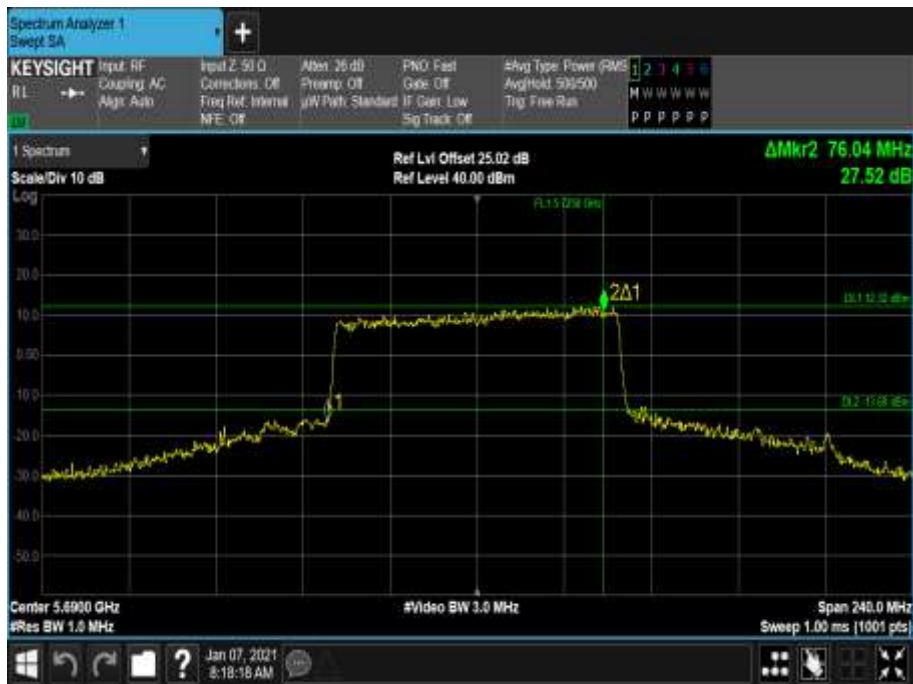 Spectrum Analyzer 1
Swept SA
+
KEYSIGHT
RL
Input: RF
Coupling: AC
Align: Auto
Input Z: 50 Ω
Corrections: Off
Freq Ref: Internal
NFE: Off
Atten: 26 dB
Preamp: Off
µW Path: Standard
PNO: Fast
Gate: Off
IF Gain: Low
Sig Track: Off
#Avg Type: Power (RMS
Avg|Hold: 500/500
Trig: Free Run
1 2 3 4 5 6
M W W W W W
P P P P P P
1 Spectrum
Scale/Div 10 dB
Log
Ref Lvl Offset 25.02 dB
Ref Level 40.00 dBm
ΔMkr2 76.04 MHz
27.52 dB
30.0
20.0
10.0
0.00
-10.0
-20.0
-30.0
-40.0
-50.0
2Δ1
1
Center 5.6900 GHz
#Res BW 1.0 MHz
#Video BW 3.0 MHz
Span 240.0 MHz
Sweep 1.00 ms (1001 pts)
?
Jan 07, 2021
8:18:18 AM